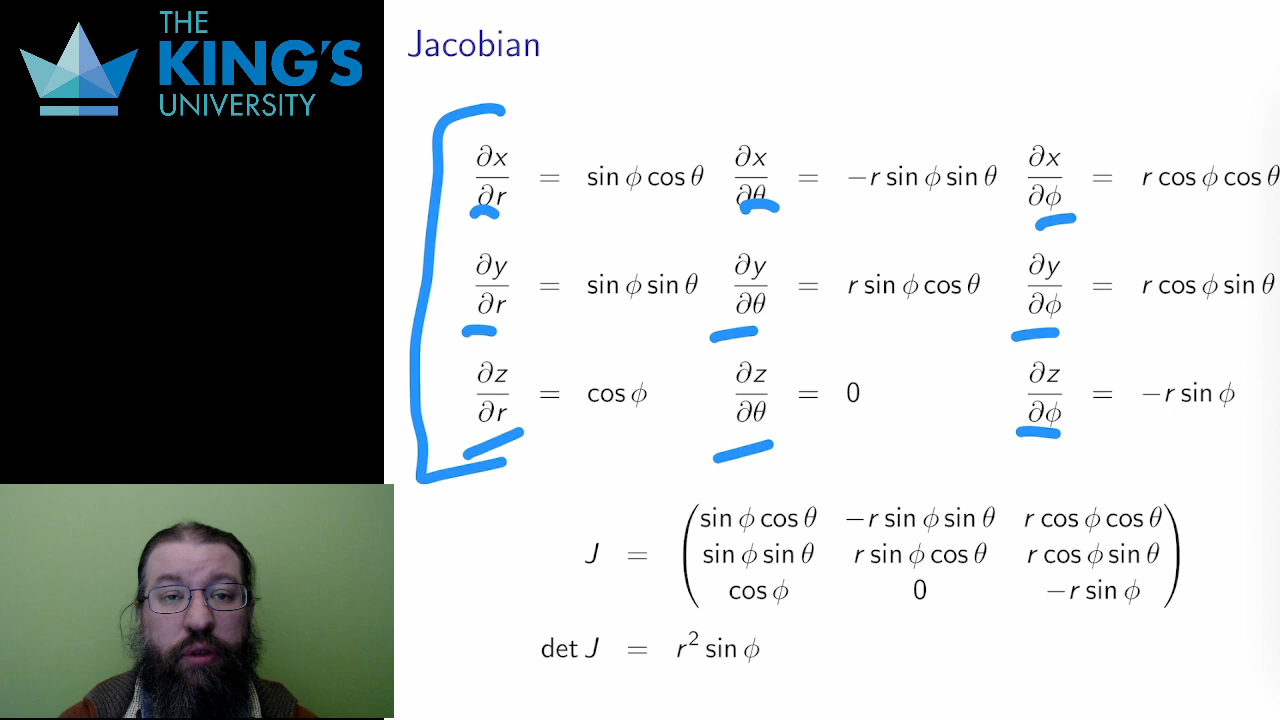 THE
KING'S
UNIVERSITY
Jacobian
∂x/∂r = sin ϕ cos θ ∂x/∂θ = −r sin ϕ sin θ ∂x/∂ϕ = r cos ϕ cos θ
∂y/∂r = sin ϕ sin θ ∂y/∂θ = r sin ϕ cos θ ∂y/∂ϕ = r cos ϕ sin θ
∂z/∂r = cos ϕ ∂z/∂θ = 0 ∂z/∂ϕ = −r sin ϕ
sin ϕ cos θ −r sin ϕ sin θ r cos ϕ cos θ
J = sin ϕ sin θ r sin ϕ cos θ r cos ϕ sin θ
cos ϕ 0 −r sin ϕ
det J = r² sin ϕ